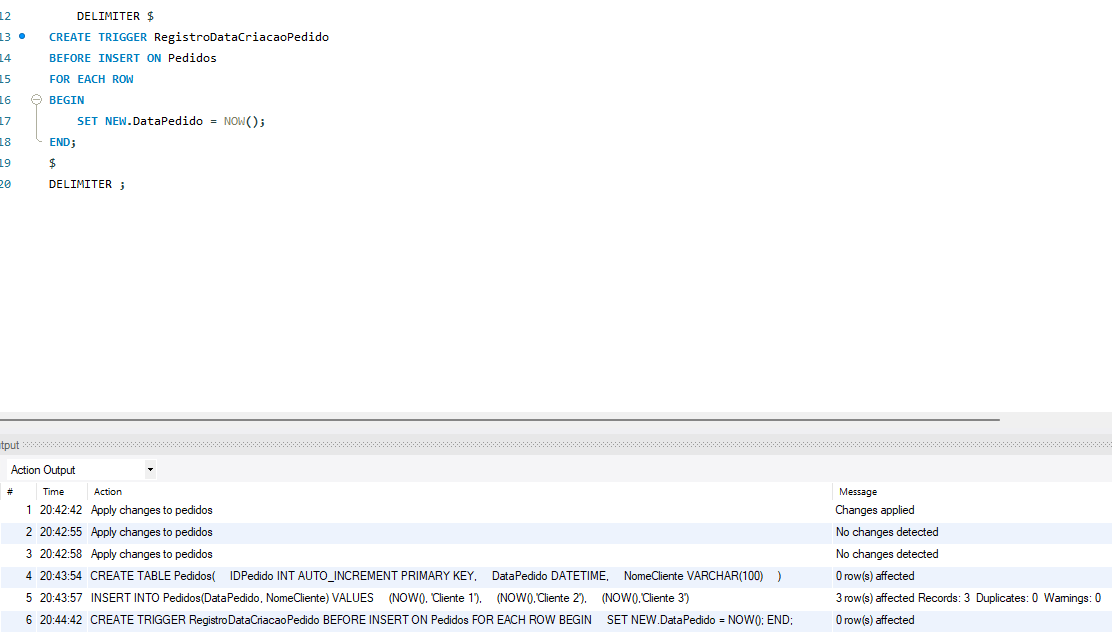 12 DELIMITER $
13 CREATE TRIGGER RegistroDataCriacaoPedido
14 BEFORE INSERT ON Pedidos
15 FOR EACH ROW
16 BEGIN
17 SET NEW.DataPedido = NOW();
18 END;
19 $
20 DELIMITER ;
utput
Action Output
# Time Action Message
1 20:42:42 Apply changes to pedidos Changes applied
2 20:42:55 Apply changes to pedidos No changes detected
3 20:42:58 Apply changes to pedidos No changes detected
4 20:43:54 CREATE TABLE Pedidos( IDPedido INT AUTO_INCREMENT PRIMARY KEY, DataPedido DATETIME, NomeCliente VARCHAR(100) ) 0 row(s) affected
5 20:43:57 INSERT INTO Pedidos(DataPedido, NomeCliente) VALUES (NOW(), 'Cliente 1'), (NOW(),'Cliente 2'), (NOW(),'Cliente 3') 3 row(s) affected Records: 3 Duplicates: 0 Warnings: 0
6 20:44:42 CREATE TRIGGER RegistroDataCriacaoPedido BEFORE INSERT ON Pedidos FOR EACH ROW BEGIN SET NEW.DataPedido = NOW(); END; 0 row(s) affected